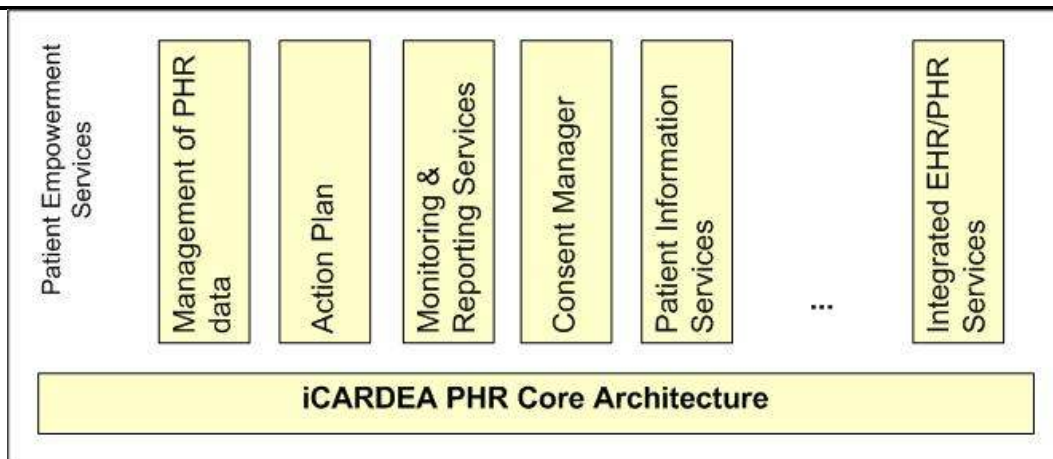 Patient Empowerment
Services
Management of PHR
data
Action Plan
Monitoring &
Reporting Services
Consent Manager
Patient Information
Services
...
Integrated EHR/PHR
Services
iCARDEA PHR Core Architecture